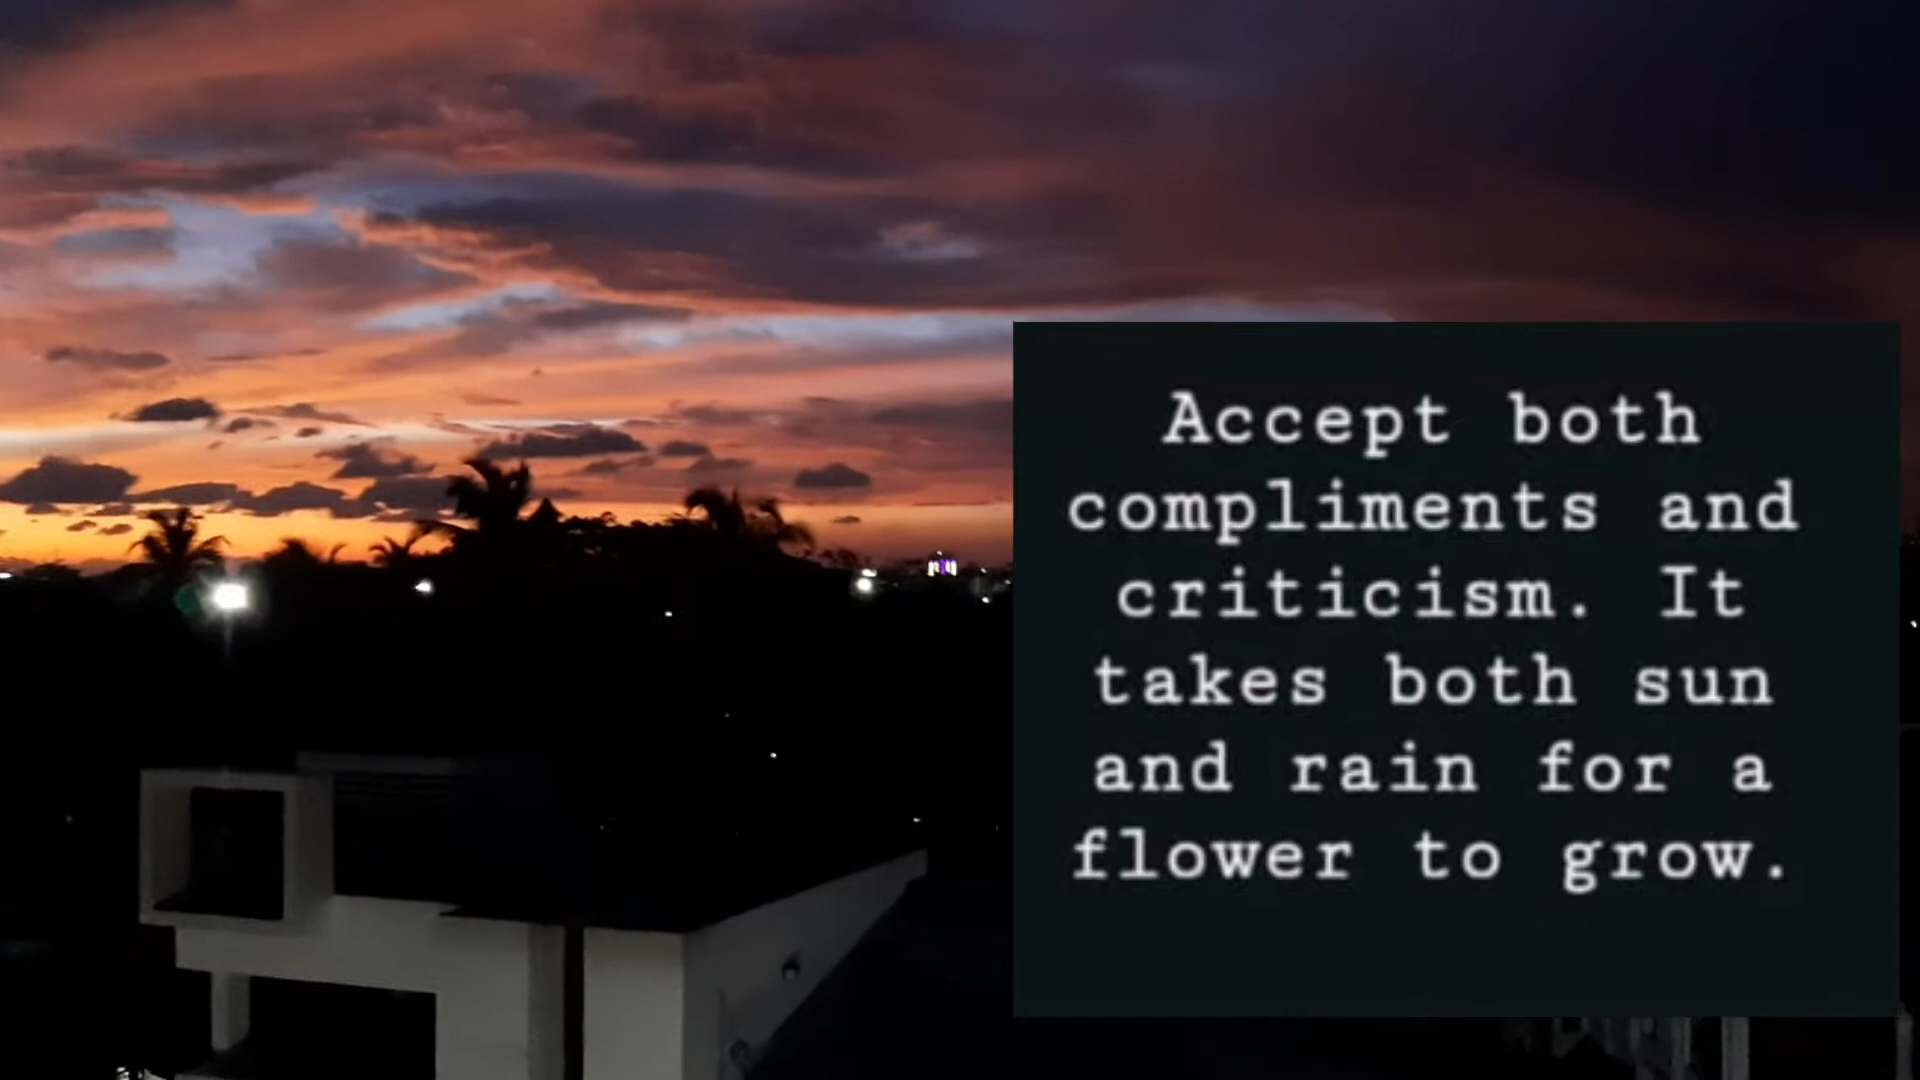 Accept both
compliments and
criticism. It
takes both sun
and rain for a
flower to grow.